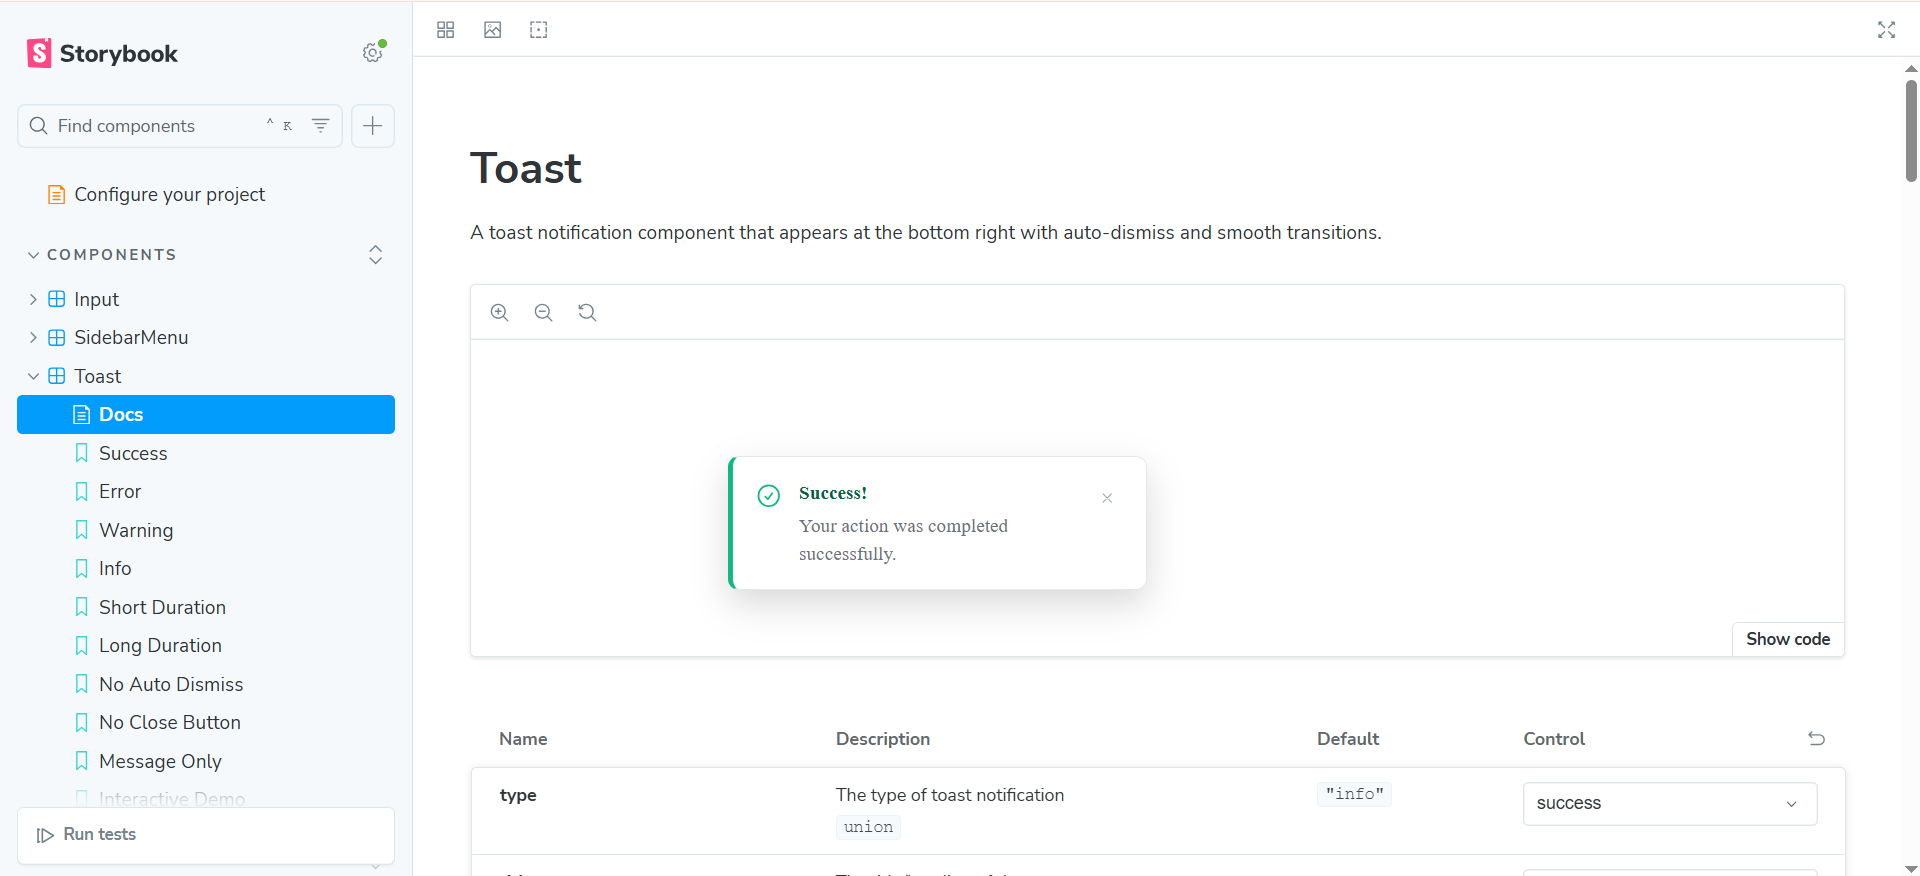 Storybook
Find components ^ K
Configure your project
COMPONENTS
Input
SidebarMenu
Toast
Docs
Success
Error
Warning
Info
Short Duration
Long Duration
No Auto Dismiss
No Close Button
Message Only
Interactive Demo
Run tests
Toast
A toast notification component that appears at the bottom right with auto-dismiss and smooth transitions.
Success!
Your action was completed
successfully.
Show code
Name Description Default Control
type The type of toast notification "info" success
union